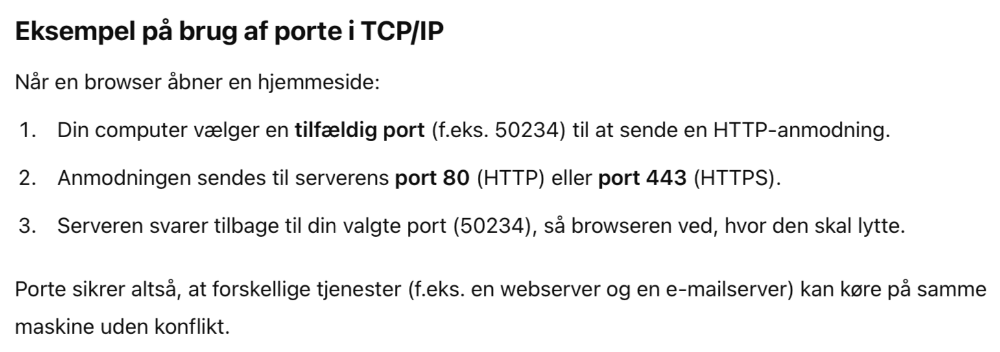 Eksempel på brug af porte i TCP/IP
Når en browser åbner en hjemmeside:
1. Din computer vælger en tilfældig port (f.eks. 50234) til at sende en HTTP-anmodning.
2. Anmodningen sendes til serverens port 80 (HTTP) eller port 443 (HTTPS).
3. Serveren svarer tilbage til din valgte port (50234), så browseren ved, hvor den skal lytte.
Porte sikrer altså, at forskellige tjenester (f.eks. en webserver og en e-mailserver) kan køre på samme
maskine uden konflikt.